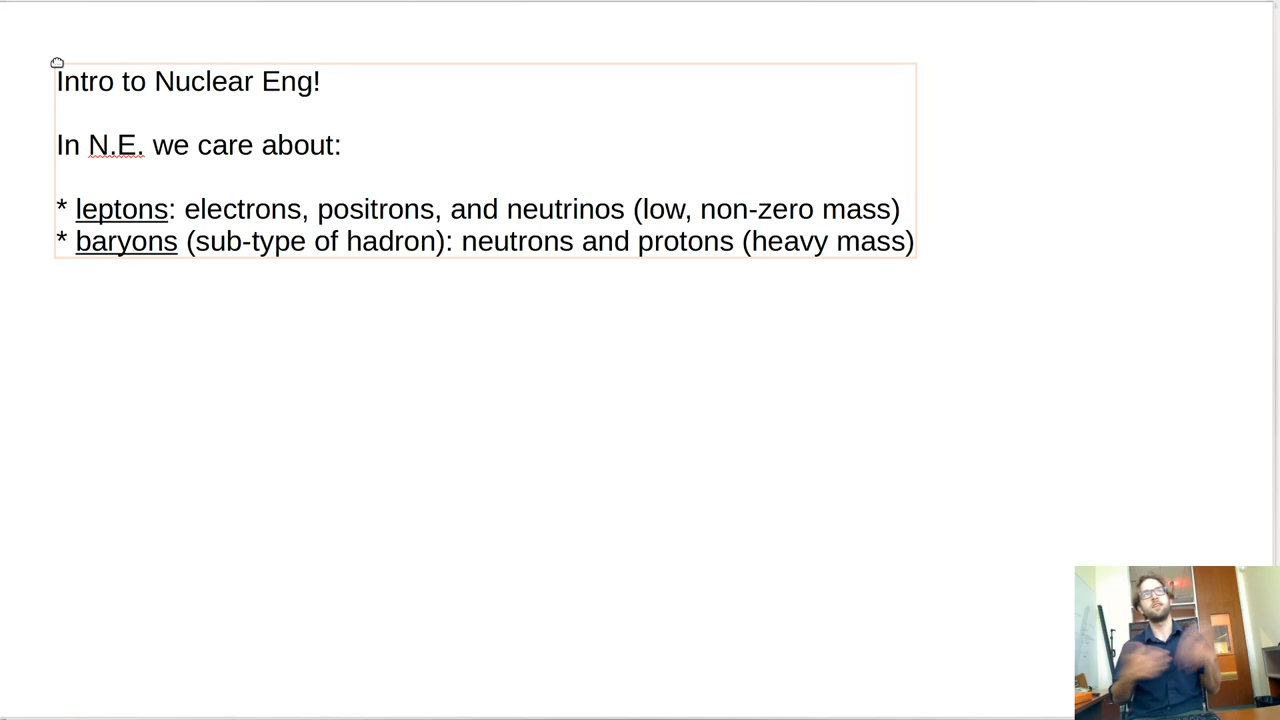 Intro to Nuclear Eng!
In N.E. we care about:
* leptons: electrons, positrons, and neutrinos (low, non-zero mass)
* baryons (sub-type of hadron): neutrons and protons (heavy mass)